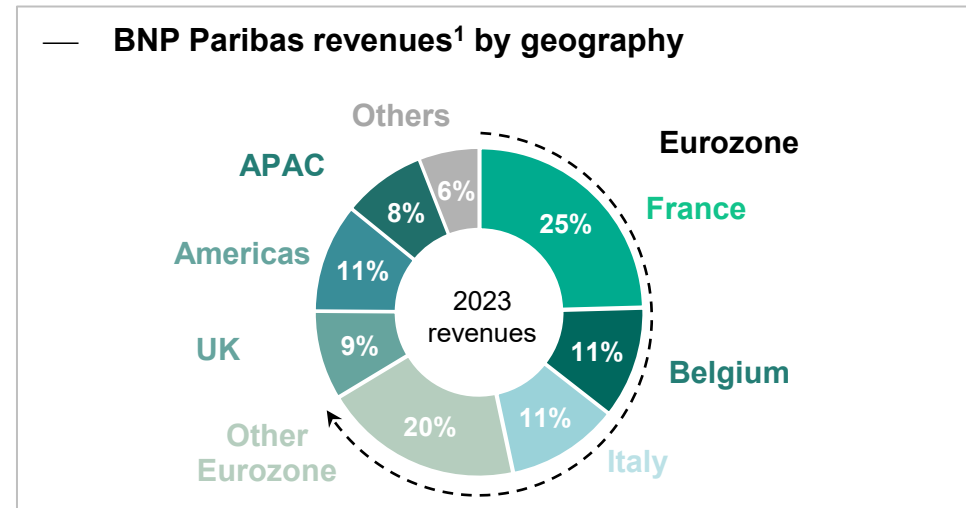 — BNP Paribas revenues¹ by geography
Others
Eurozone
APAC
France
6%
8%
25%
Americas
11%
2023
revenues
UK
9%
11%
Belgium
20%
11%
Other
Eurozone
Italy